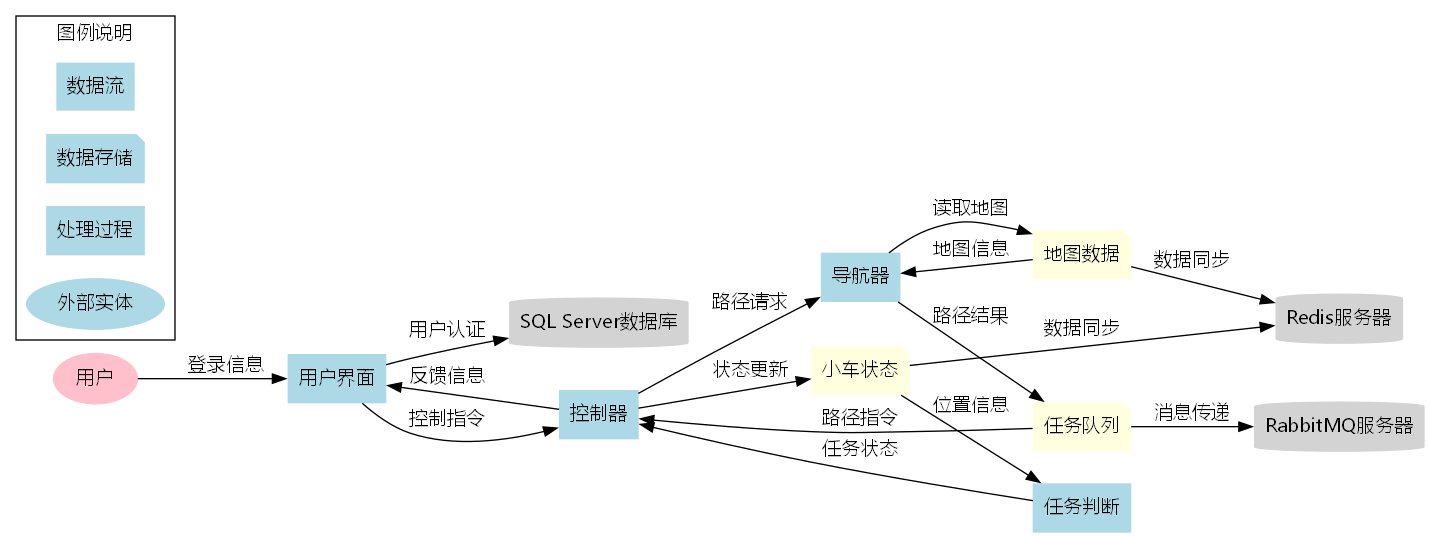 图例说明
数据流
数据存储
处理过程
外部实体
用户
登录信息
用户界面
用户认证
反馈信息
控制指令
SQL Server数据库
控制器
路径请求
状态更新
路径指令
任务状态
导航器
小车状态
读取地图
地图信息
路径结果
位置信息
地图数据
任务队列
任务判断
数据同步
数据同步
消息传递
Redis服务器
RabbitMQ服务器